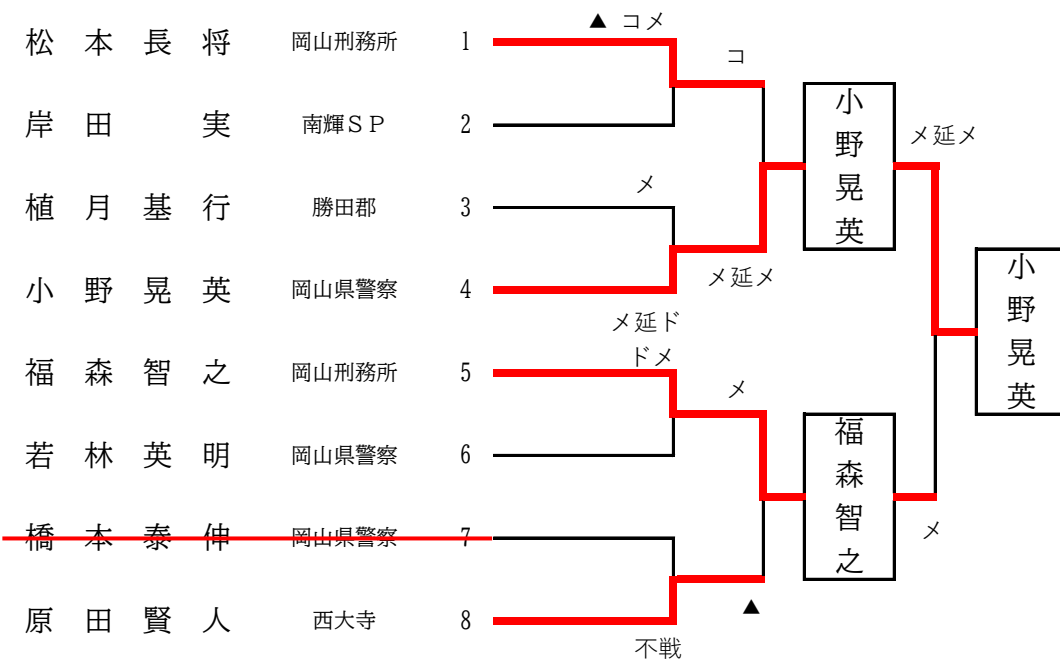 ▲ コメ
松本長将 岡山刑務所 1
コ
岸田 実 南輝SP 2
小野晃英
メ延メ
メ
植月基行 勝田郡 3
メ延メ
小野晃英 岡山県警察 4
小野晃英
メ延ド
ドメ
福森智之 岡山刑務所 5
メ
若林英明 岡山県警察 6
福森智之
メ
橋本泰伸 岡山県警察 7
▲
原田賢人 西大寺 8
不戦